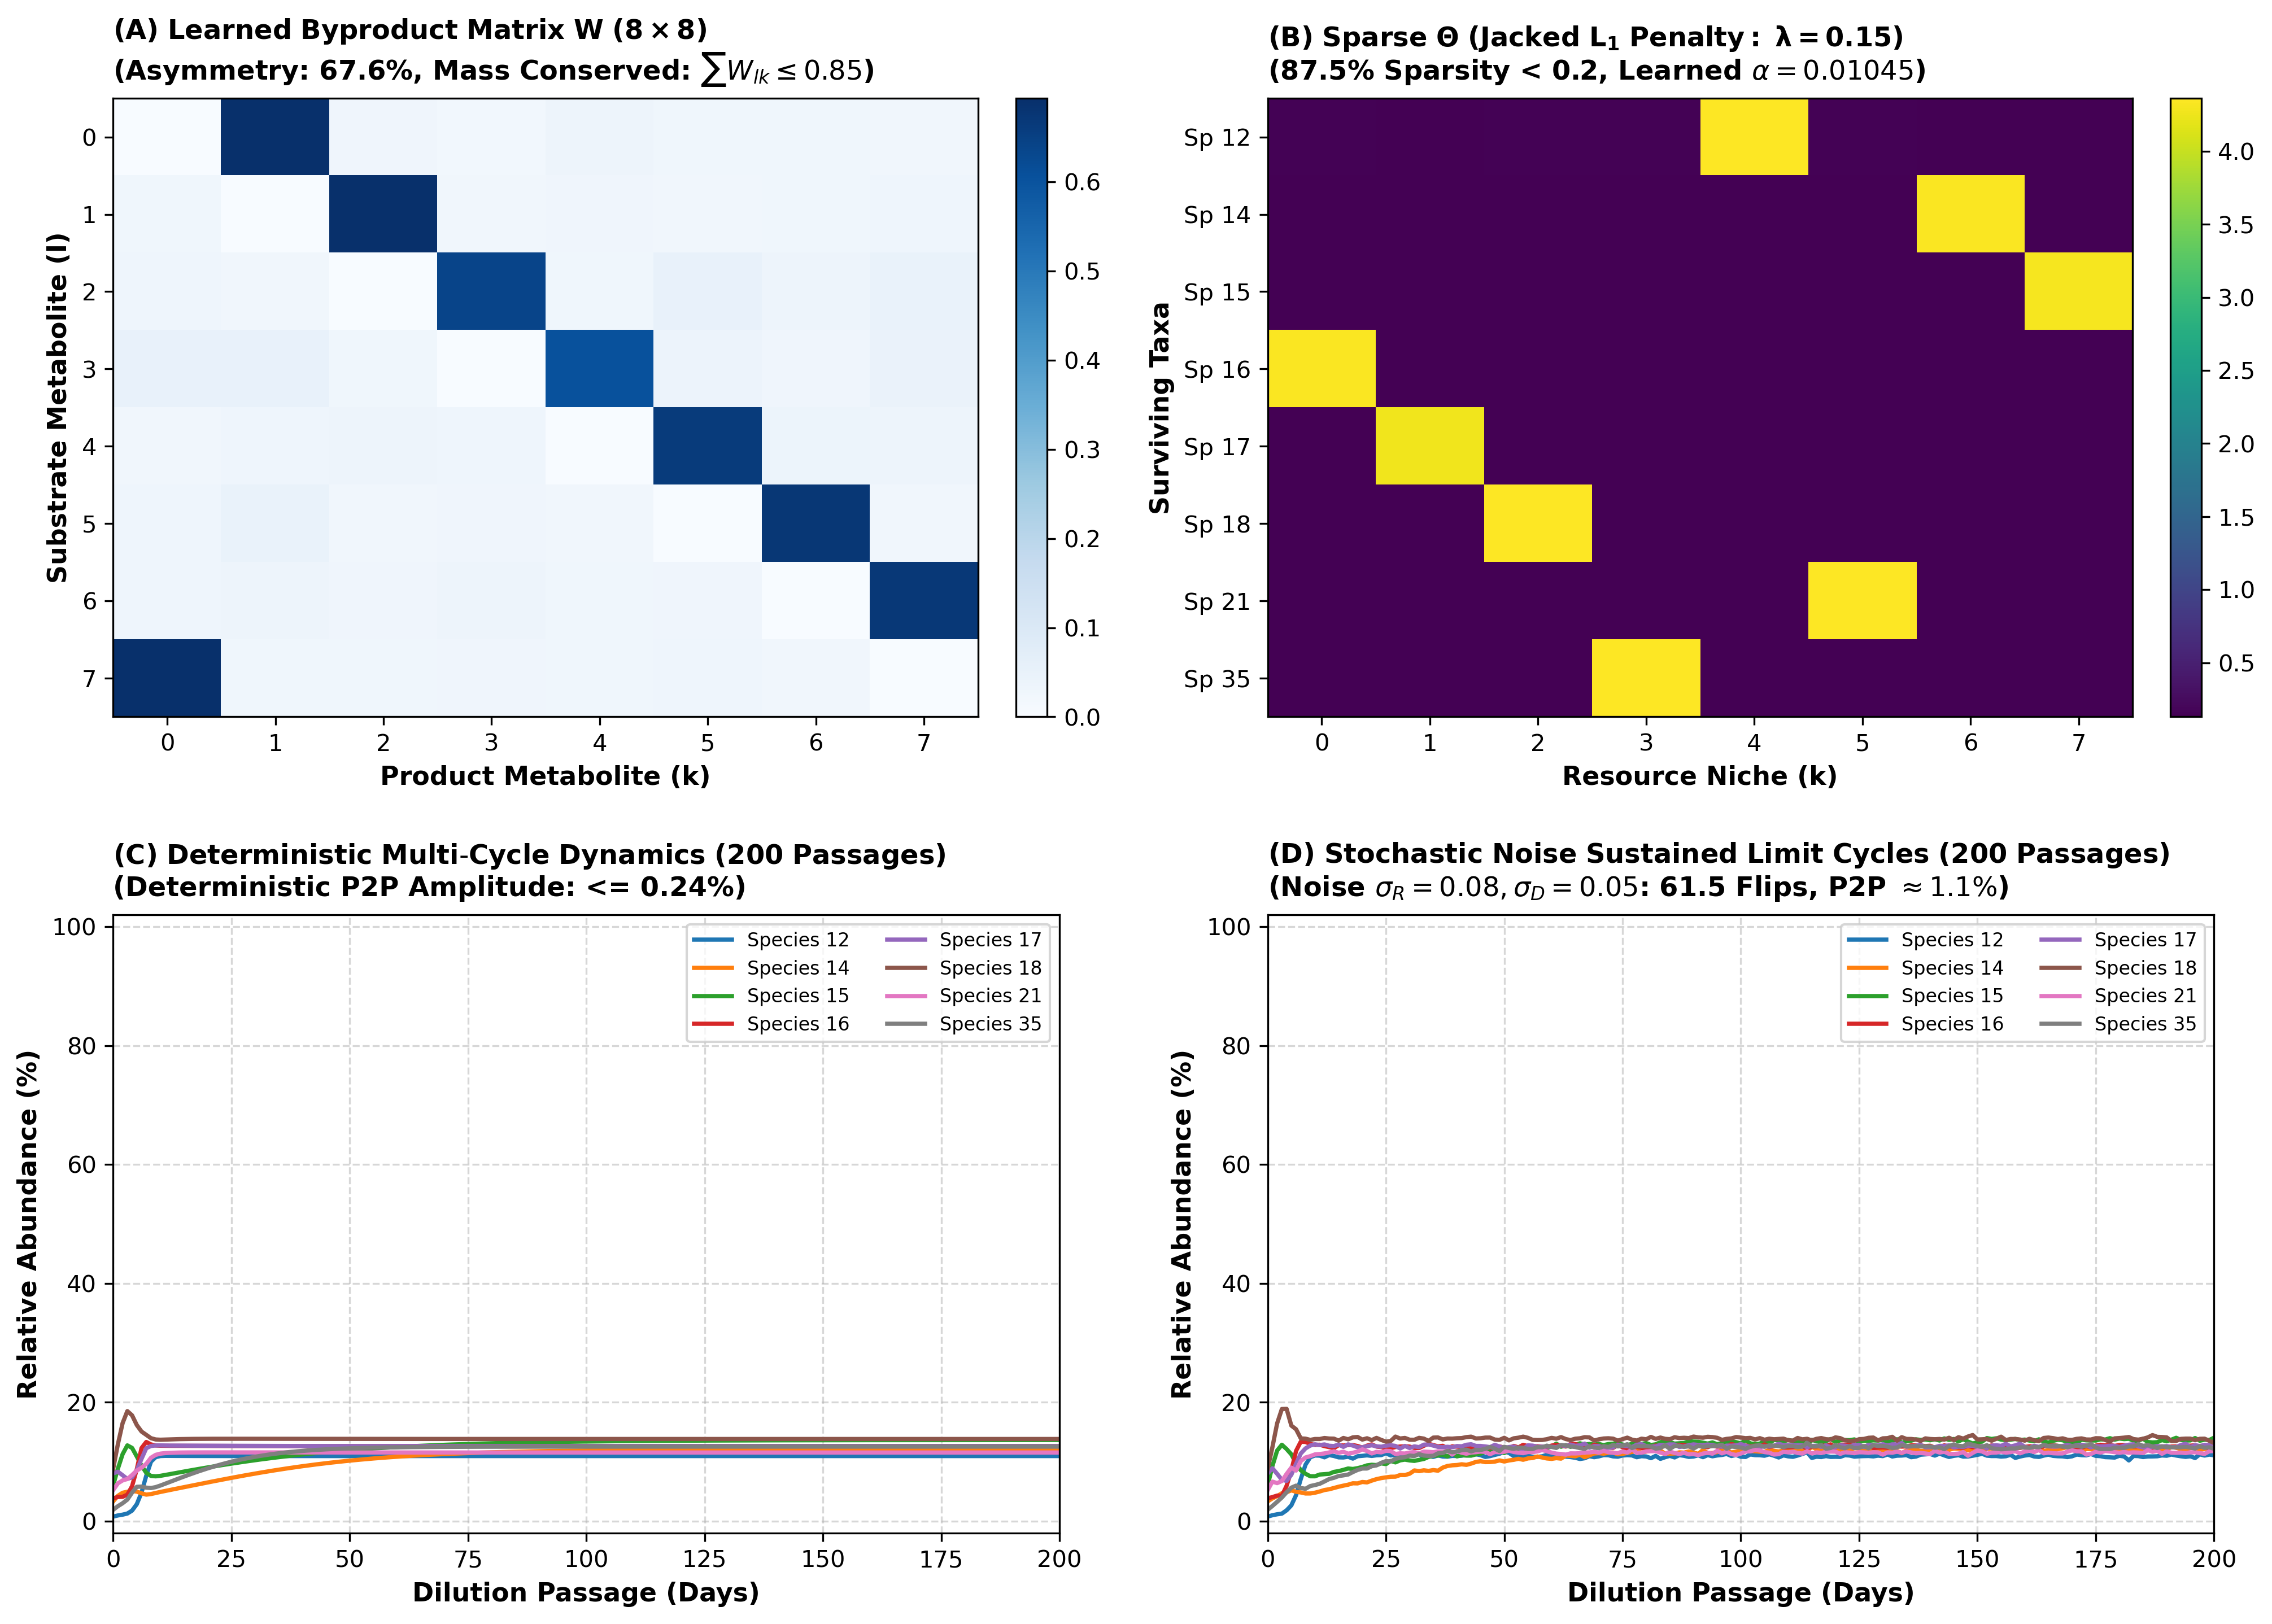 (A) Learned Byproduct Matrix W (8 × 8)
(Asymmetry: 67.6%, Mass Conserved: ∑W_{lk} ≤ 0.85)
Substrate Metabolite (l)
0
1
2
3
4
5
6
7
0 1 2 3 4 5 6 7
Product Metabolite (k)
0.6
0.5
0.4
0.3
0.2
0.1
0.0
(B) Sparse Θ (Jacked L₁ Penalty : λ = 0.15)
(87.5% Sparsity < 0.2, Learned α = 0.01045)
Surviving Taxa
Sp 12
Sp 14
Sp 15
Sp 16
Sp 17
Sp 18
Sp 21
Sp 35
0 1 2 3 4 5 6 7
Resource Niche (k)
4.0
3.5
3.0
2.5
2.0
1.5
1.0
0.5
(C) Deterministic Multi-Cycle Dynamics (200 Passages)
(Deterministic P2P Amplitude: <= 0.24%)
Relative Abundance (%)
100
80
60
40
20
0
Species 12 Species 17
Species 14 Species 18
Species 15 Species 21
Species 16 Species 35
0 25 50 75 100 125 150 175 200
Dilution Passage (Days)
(D) Stochastic Noise Sustained Limit Cycles (200 Passages)
(Noise σ_R = 0.08, σ_D = 0.05: 61.5 Flips, P2P ≈ 1.1%)
Relative Abundance (%)
100
80
60
40
20
0
Species 12 Species 17
Species 14 Species 18
Species 15 Species 21
Species 16 Species 35
0 25 50 75 100 125 150 175 200
Dilution Passage (Days)